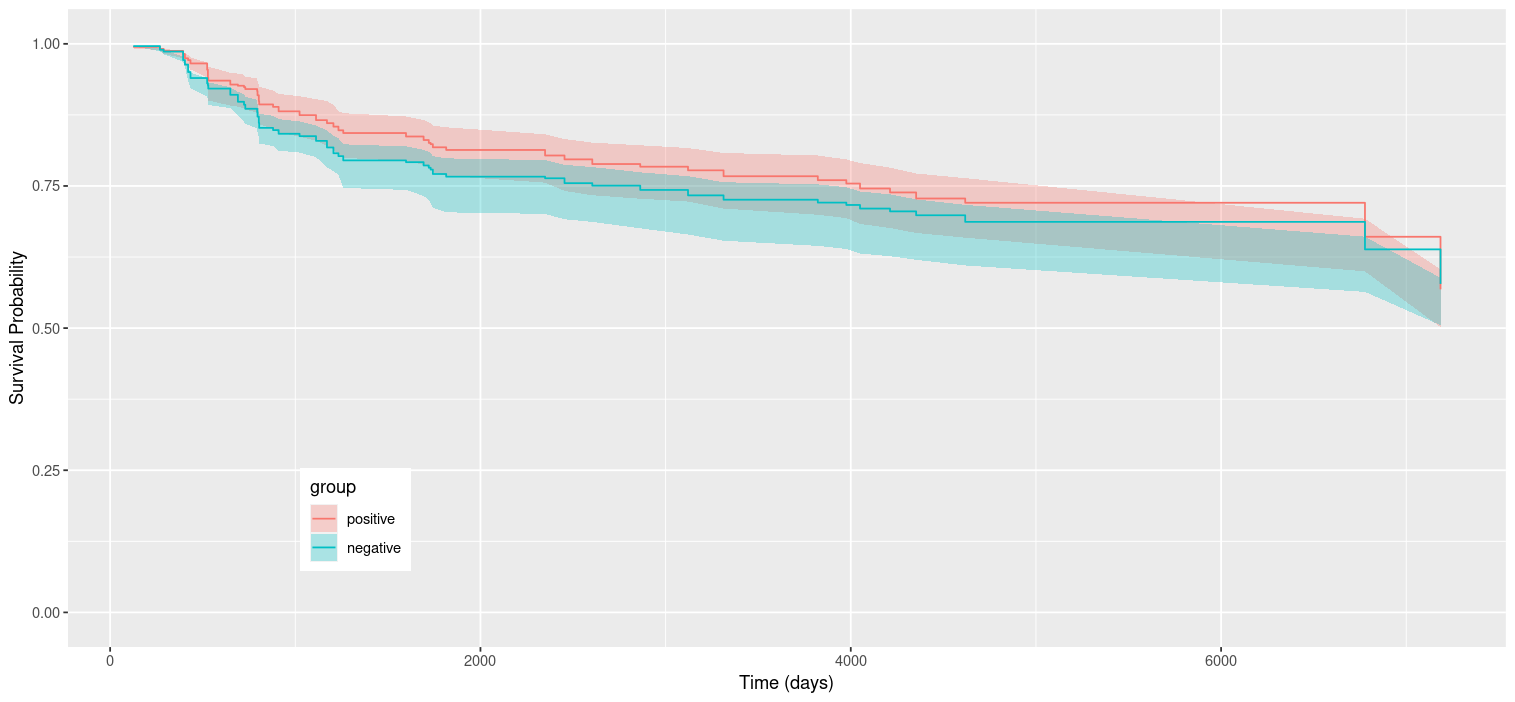 1.00
0.75
0.50
0.25
0.00
Survival Probability
group
positive
negative
0 2000 4000 6000
Time (days)